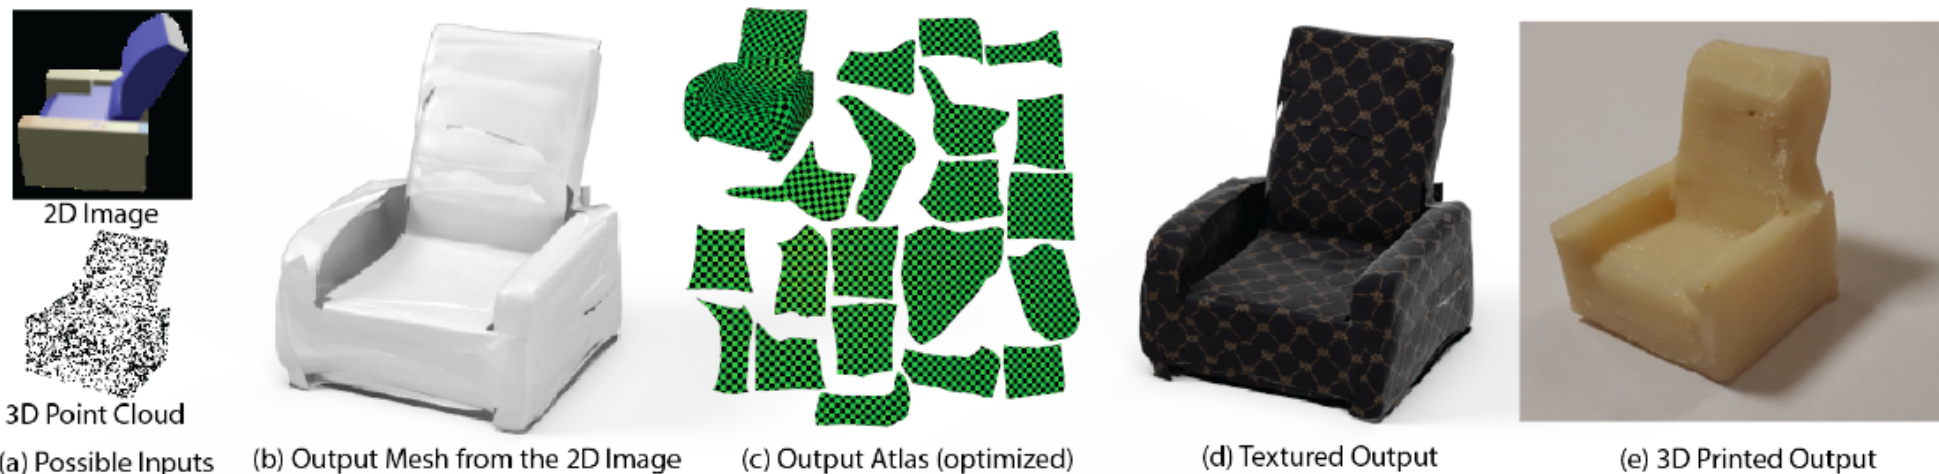 2D Image
3D Point Cloud
(a) Possible Inputs
(b) Output Mesh from the 2D Image
(c) Output Atlas (optimized)
(d) Textured Output
(e) 3D Printed Output